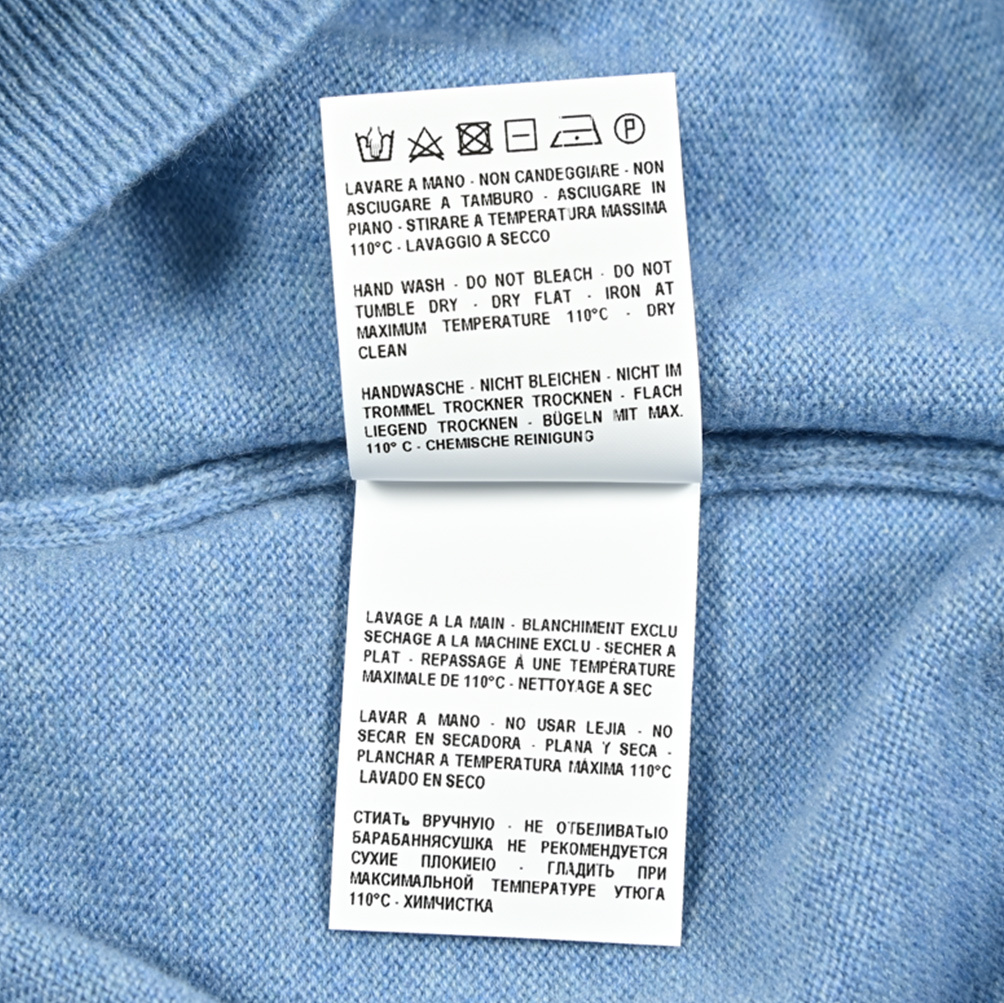 P
LAVARE A MANO - NON CANDEGGIARE - NON
ASCIUGARE A TAMBURO - ASCIUGARE IN
PIANO - STIRARE A TEMPERATURA MASSIMA
110°C - LAVAGGIO A SECCO
HAND WASH - DO NOT BLEACH - DO NOT
TUMBLE DRY - DRY FLAT - IRON AT
MAXIMUM TEMPERATURE 110°C - DRY
CLEAN
HANDWASCHE - NICHT BLEICHEN - NICHT IM
TROMMEL TROCKNER TROCKNEN - FLACH
LIEGEND TROCKNEN - BÜGELN MIT MAX.
110° C - CHEMISCHE REINIGUNG
LAVAGE A LA MAIN - BLANCHIMENT EXCLU
SECHAGE A LA MACHINE EXCLU - SECHER A
PLAT - REPASSAGE À UNE TEMPÉRATURE
MAXIMALE DE 110°C - NETTOYAGE A SEC
LAVAR A MANO - NO USAR LEJIA - NO
SECAR EN SECADORA - PLANA Y SECA -
PLANCHAR A TEMPERATURA MÁXIMA 110°C
LAVADO EN SECO
СТИАТЬ ВРУЧНУЮ - НЕ ОТБЕЛИВАТЬЮ
БАРАБАННЯСУШКА НЕ РЕКОМЕНДУЕТСЯ
СУХИЕ ПЛОКИЕІО - ГЛАДИТЬ ПРИ
МАКСИМАЛЬНОЙ ТЕМПЕРАТУРЕ УТЮГА
110°C - ХИМЧИСТКА